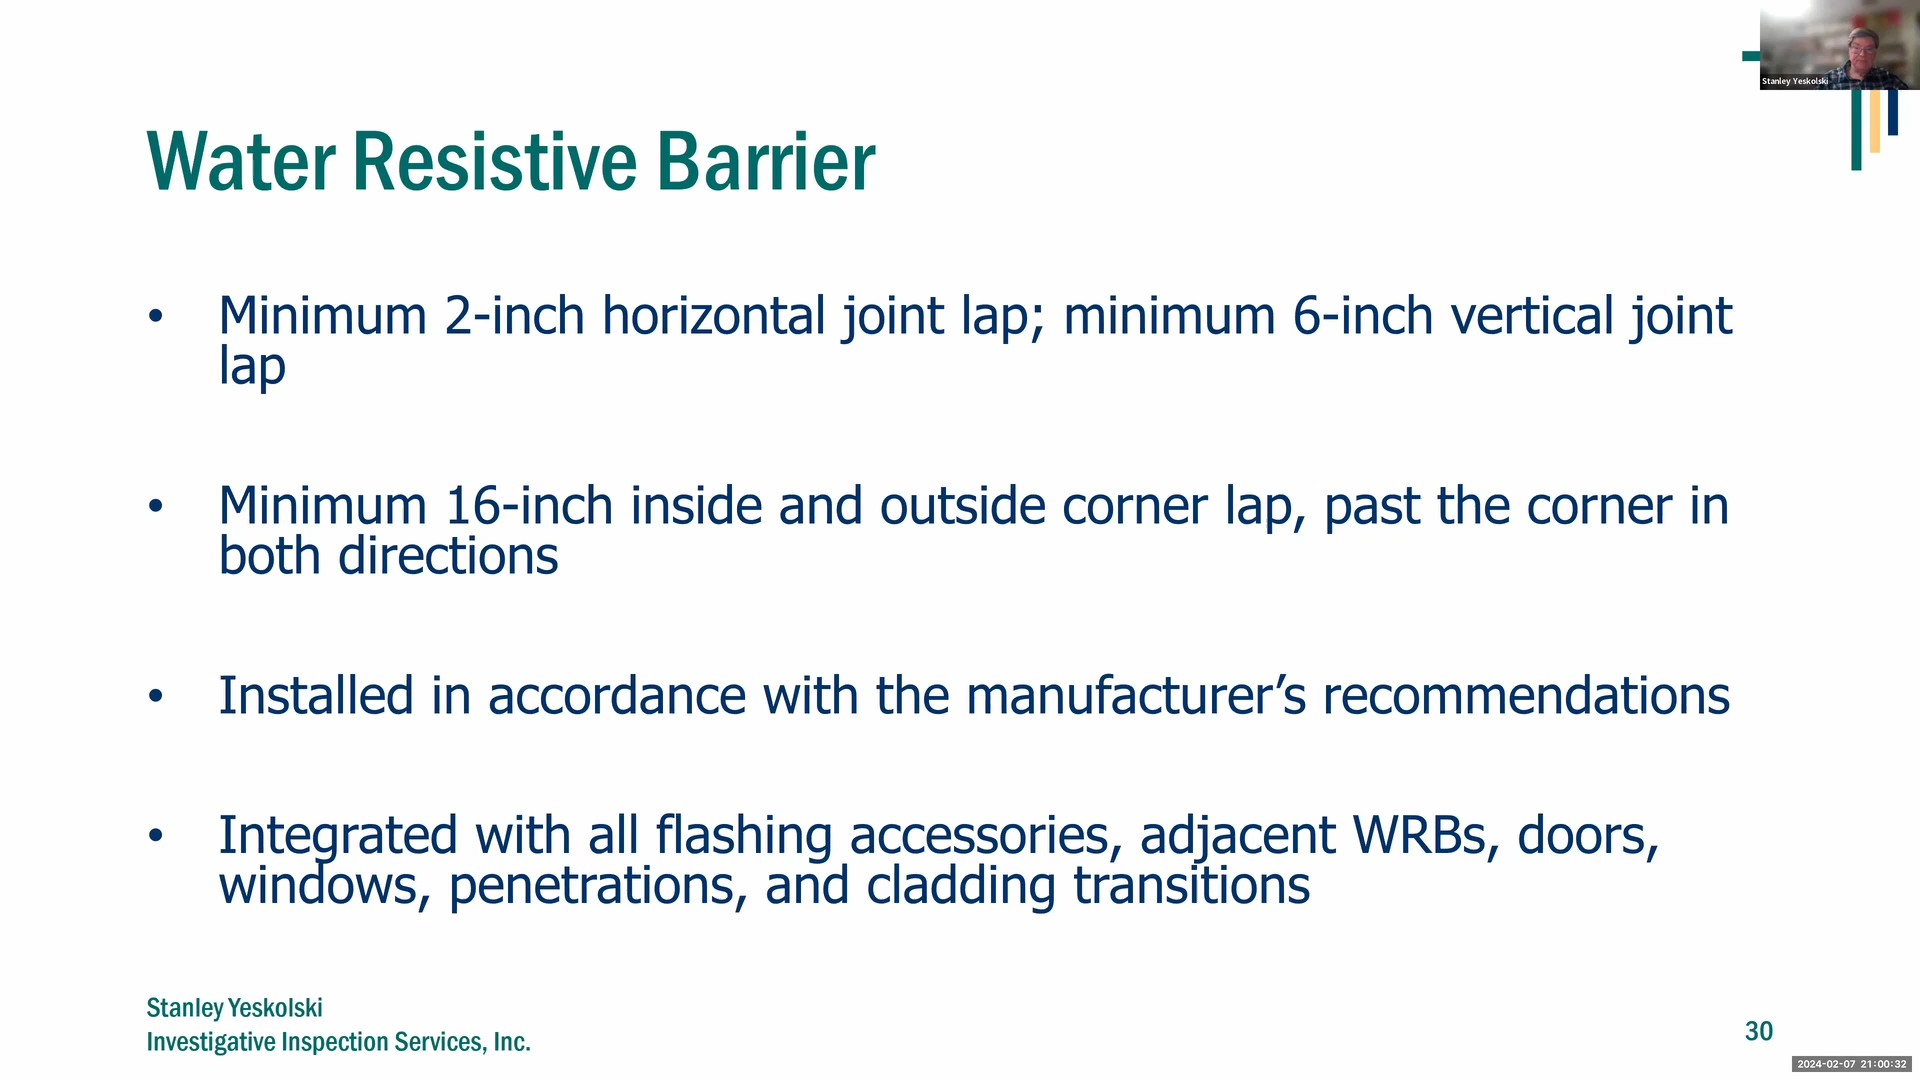 Stanley Yeskolski
Water Resistive Barrier
• Minimum 2-inch horizontal joint lap; minimum 6-inch vertical joint
lap
• Minimum 16-inch inside and outside corner lap, past the corner in
both directions
• Installed in accordance with the manufacturer’s recommendations
• Integrated with all flashing accessories, adjacent WRBs, doors,
windows, penetrations, and cladding transitions
Stanley Yeskolski
Investigative Inspection Services, Inc.
30
2024-02-07 21:00:32